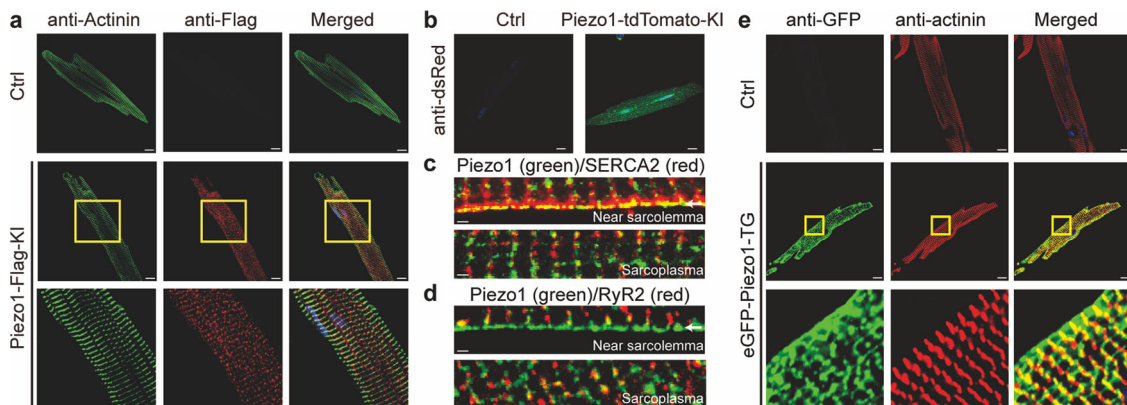 a
anti-Actinin anti-Flag Merged
Ctrl
Piezo1-Flag-KI
b
Ctrl Piezo1-tdTomato-KI
anti-dsRed
c
Piezo1 (green)/SERCA2 (red)
Near sarcolemma
Sarcoplasma
d
Piezo1 (green)/RyR2 (red)
Near sarcolemma
Sarcoplasma
e
anti-GFP anti-actinin Merged
Ctrl
eGFP-Piezo1-TG